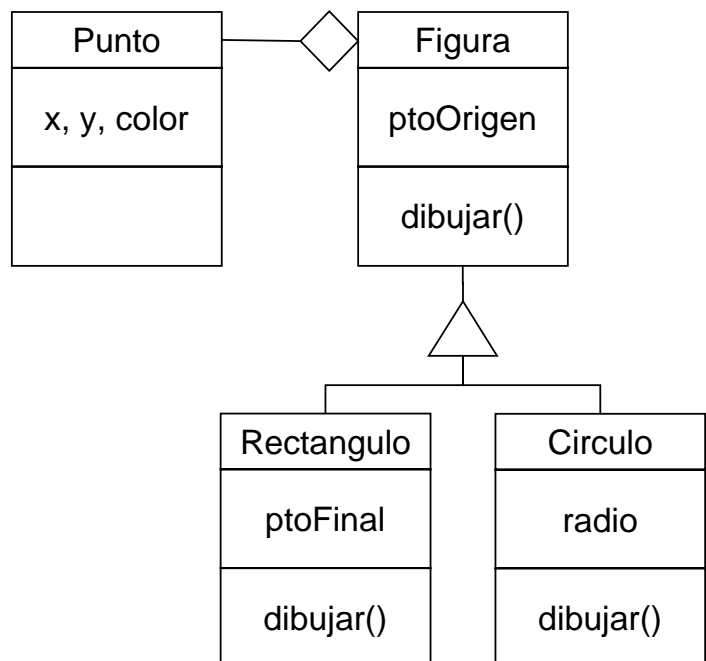 Punto
x, y, color
Figura
ptoOrigen
dibujar()
Rectangulo
ptoFinal
dibujar()
Circulo
radio
dibujar()